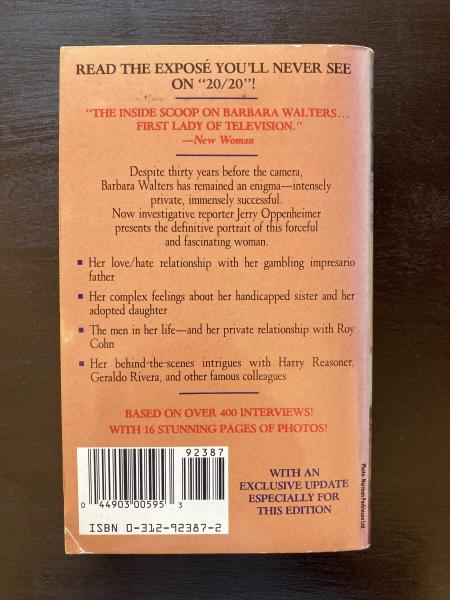 READ THE EXPOSÉ YOU'LL NEVER SEE
ON "20/20"!
"THE INSIDE SCOOP ON BARBARA WALTERS...
FIRST LADY OF TELEVISION."
—New Woman
Despite thirty years before the camera,
Barbara Walters has remained an enigma—intensely
private, immensely successful.
Now investigative reporter Jerry Oppenheimer
presents the definitive portrait of this forceful
and fascinating woman.
■ Her love/hate relationship with her gambling impresario
father
■ Her complex feelings about her handicapped sister and her
adopted daughter
■ The men in her life—and her private relationship with Roy
Cohn
■ Her behind-the-scenes intrigues with Harry Reasoner,
Geraldo Rivera, and other famous colleagues
BASED ON OVER 400 INTERVIEWS!
WITH 16 STUNNING PAGES OF PHOTOS!
92387
0 44903 00595 3
ISBN 0-312-92387-2
WITH AN
EXCLUSIVE UPDATE
ESPECIALLY FOR
THIS EDITION
Photo: Norman Parkinson Ltd.